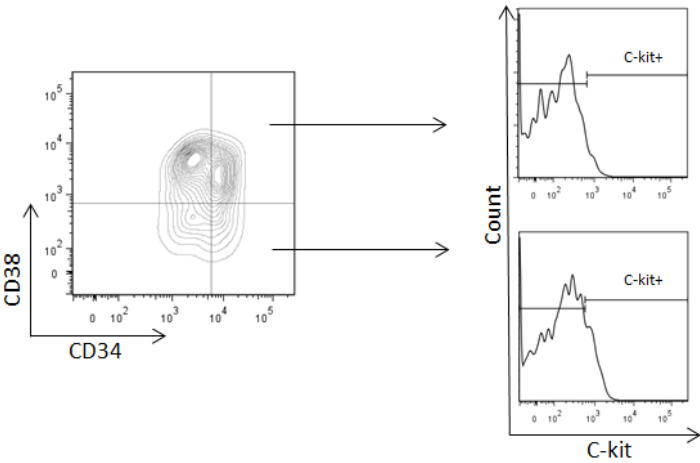 C-kit+
0 10² 10³ 10⁴ 10⁵
10⁵
10⁴
10³
10²
0
0 10² 10³ 10⁴ 10⁵
CD38
CD34
Count
C-kit+
0 10² 10³ 10⁴ 10⁵
C-kit